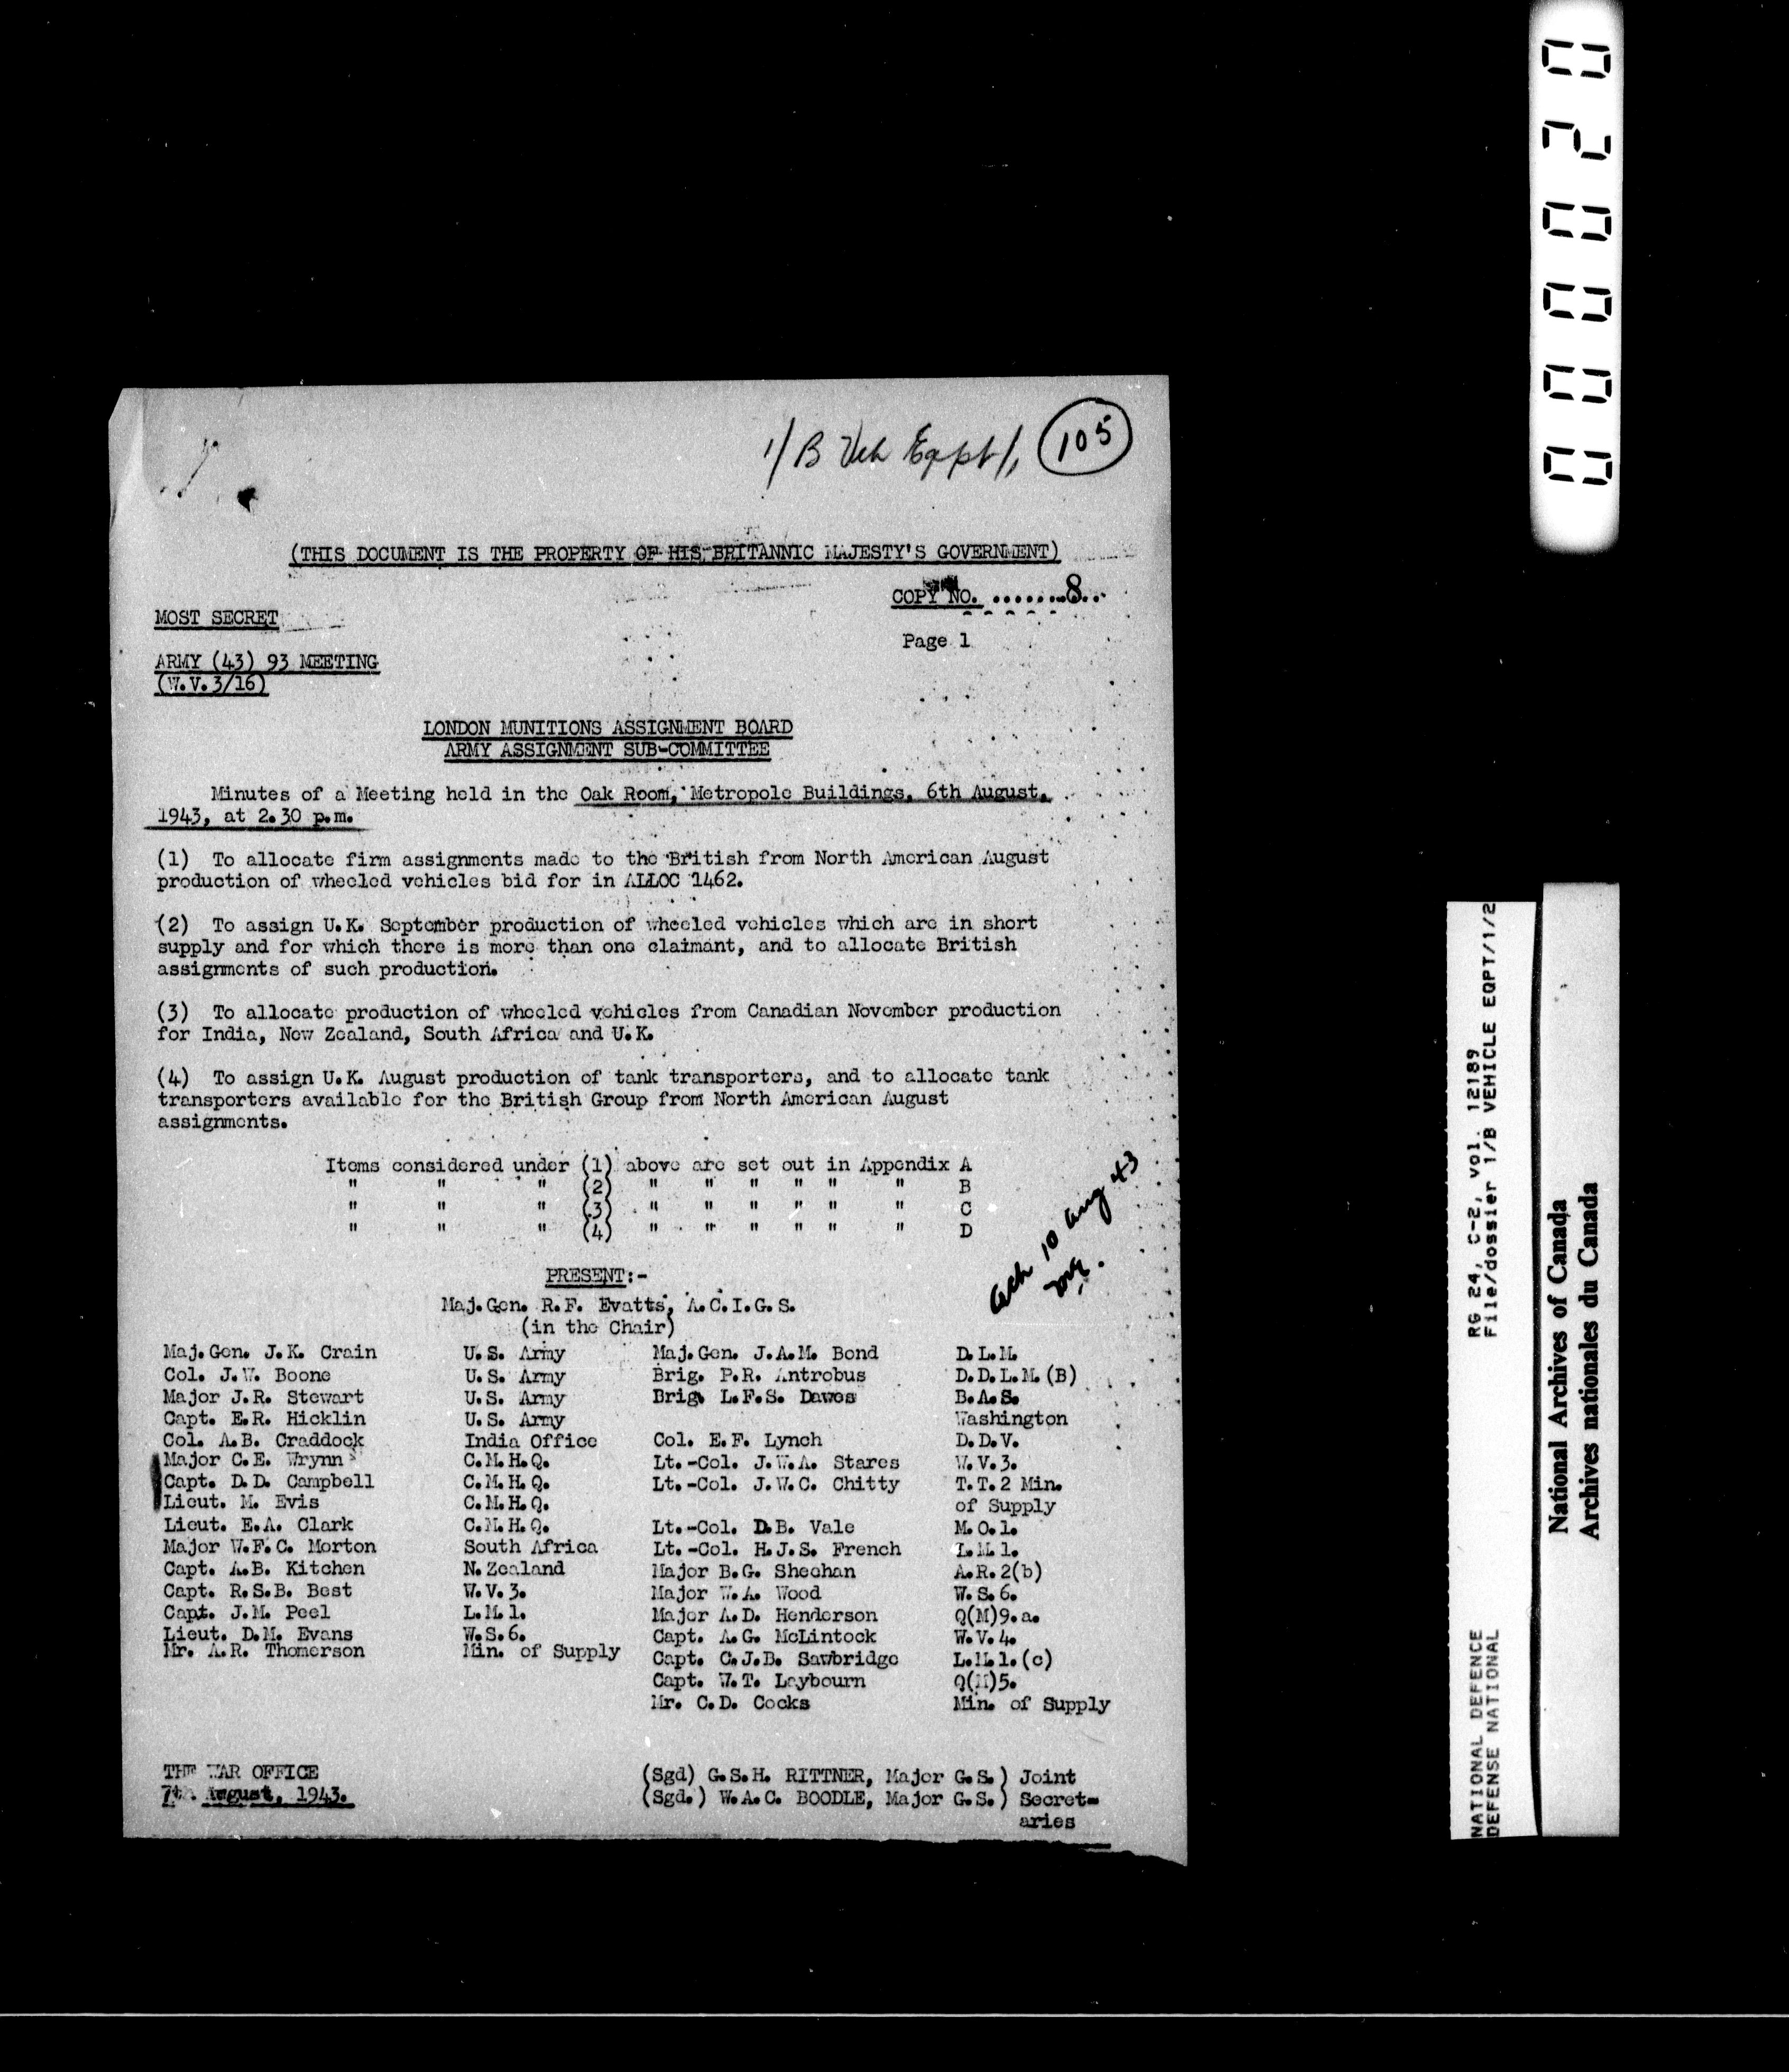 1/B Veh Eqpt/1 105
(THIS DOCUMENT IS THE PROPERTY OF HIS BRITANNIC MAJESTY'S GOVERNMENT)
COPY NO. .......8..
MOST SECRET
Page 1
ARMY (43) 93 MEETING
(W.V.3/16)
LONDON MUNITIONS ASSIGNMENT BOARD
ARMY ASSIGNMENT SUB-COMMITTEE
Minutes of a Meeting held in the Oak Room, Metropole Buildings, 6th August,
1943, at 2.30 p.m.
(1) To allocate firm assignments made to the British from North American August
production of wheeled vehicles bid for in ALLOC 1462.
(2) To assign U.K. September production of wheeled vehicles which are in short
supply and for which there is more than one claimant, and to allocate British
assignments of such production.
(3) To allocate production of wheeled vehicles from Canadian November production
for India, New Zealand, South Africa and U.K.
(4) To assign U.K. August production of tank transporters, and to allocate tank
transporters available for the British Group from North American August
assignments.
Items considered under (1) above are set out in Appendix A
" " " (2) " " " " " " B
" " " (3) " " " " " " C
" " " (4) " " " " " " D
10 Aug 43
PRESENT:-
Maj.Gen. R.F. Evatts, A.C.I.G.S.
(in the Chair)
Maj.Gen. J.K. Crain U.S. Army Maj.Gen. J.A.M. Bond D.L.M.
Col. J.W. Boone U.S. Army Brig. P.R. Antrobus D.D.L.M.(B)
Major J.R. Stewart U.S. Army Brig. L.F.S. Dawes B.A.S.
Capt. E.R. Hicklin U.S. Army Washington
Col. A.B. Craddock India Office Col. E.F. Lynch D.D.V.
Major C.E. Wrynn C.M.H.Q. Lt.-Col. J.W.A. Stares W.V.3.
Capt. D.D. Campbell C.M.H.Q. Lt.-Col. J.W.C. Chitty T.T.2 Min.
Lieut. M. Evis C.M.H.Q. of Supply
Lieut. E.A. Clark C.M.H.Q. Lt.-Col. D.B. Vale M.O.1.
Major W.F.C. Morton South Africa Lt.-Col. H.J.S. French L.M.1.
Capt. A.B. Kitchen N.Zealand Major B.G. Sheehan A.R.2(b)
Capt. R.S.B. Best W.V.3. Major W.A. Wood W.S.6.
Capt. J.M. Peel L.M.1. Major A.D. Henderson Q(M)9.a.
Lieut. D.M. Evans W.S.6. Capt. A.G. McLintock W.V.4.
Mr. A.R. Thomerson Min. of Supply Capt. C.J.B. Sawbridge L.M.1.(c)
Capt. W.T. Laybourn Q(M)5.
Mr. C.D. Cocks Min. of Supply
THE WAR OFFICE
7th August, 1943.
(Sgd) G.S.H. RITTNER, Major G.S.) Joint
(Sgd.) W.A.C. BOODLE, Major G.S.) Secret-
aries
000020
RG 24, C-2, vol. 12189
File/dossier 1/B VEHICLE EQPT/1/2
NATIONAL DEFENCE
DEFENSE NATIONAL
National Archives of Canada
Archives nationales du Canada